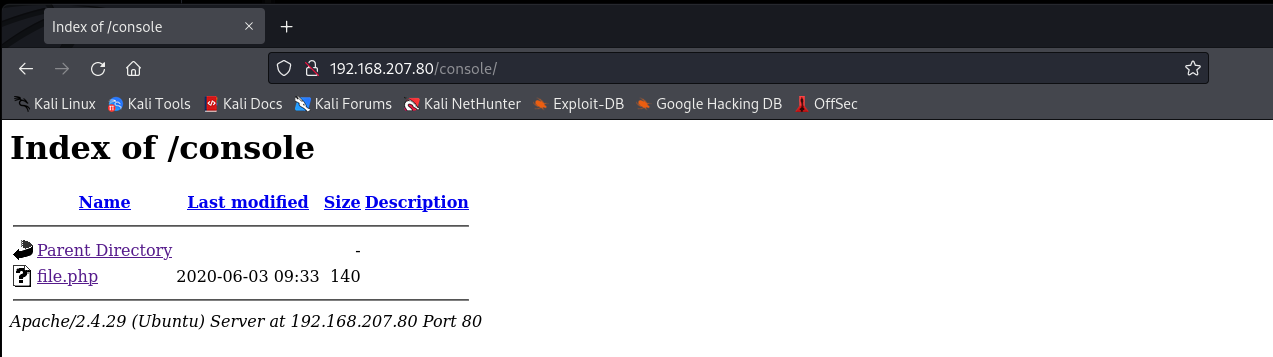 Index of /console
192.168.207.80/console/
Kali Linux Kali Tools Kali Docs Kali Forums Kali NetHunter Exploit-DB Google Hacking DB OffSec
Index of /console
Name Last modified Size Description
Parent Directory -
file.php 2020-06-03 09:33 140
Apache/2.4.29 (Ubuntu) Server at 192.168.207.80 Port 80